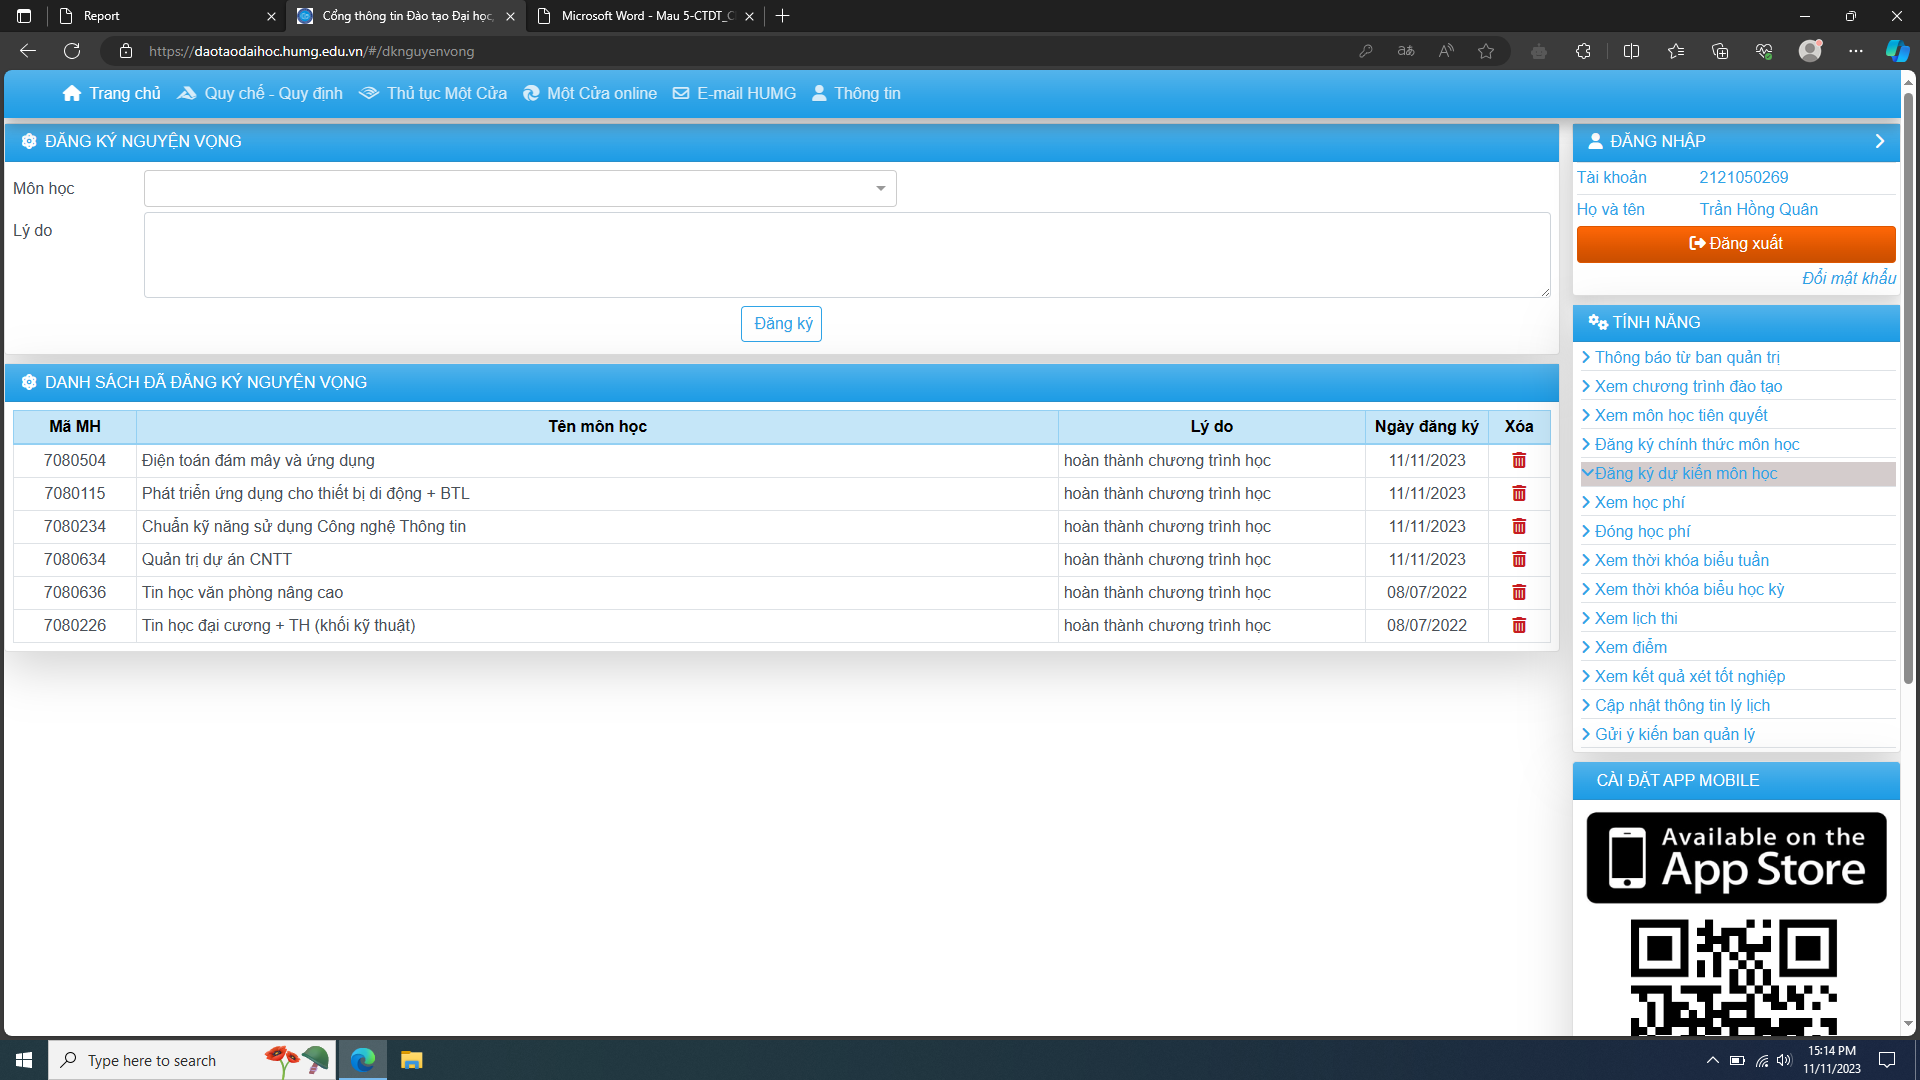 Report
Cổng thông tin Đào tạo Đại học,
Microsoft Word - Mau 5-CTDT_C
https://daotaodaihoc.humg.edu.vn/#/dknguyenvong
Trang chủ
Quy chế - Quy định
Thủ tục Một Cửa
Một Cửa online
E-mail HUMG
Thông tin
ĐĂNG KÝ NGUYỆN VỌNG
Môn học
Lý do
Đăng ký
DANH SÁCH ĐÃ ĐĂNG KÝ NGUYỆN VỌNG
Mã MH Tên môn học Lý do Ngày đăng ký Xóa
7080504 Điện toán đám mây và ứng dụng hoàn thành chương trình học 11/11/2023
7080115 Phát triển ứng dụng cho thiết bị di động + BTL hoàn thành chương trình học 11/11/2023
7080234 Chuẩn kỹ năng sử dụng Công nghệ Thông tin hoàn thành chương trình học 11/11/2023
7080634 Quản trị dự án CNTT hoàn thành chương trình học 11/11/2023
7080636 Tin học văn phòng nâng cao hoàn thành chương trình học 08/07/2022
7080226 Tin học đại cương + TH (khối kỹ thuật) hoàn thành chương trình học 08/07/2022
ĐĂNG NHẬP
Tài khoản 2121050269
Họ và tên Trần Hồng Quân
Đăng xuất
Đổi mật khẩu
TÍNH NĂNG
Thông báo từ ban quản trị
Xem chương trình đào tạo
Xem môn học tiên quyết
Đăng ký chính thức môn học
Đăng ký dự kiến môn học
Xem học phí
Đóng học phí
Xem thời khóa biểu tuần
Xem thời khóa biểu học kỳ
Xem lịch thi
Xem điểm
Xem kết quả xét tốt nghiệp
Cập nhật thông tin lý lịch
Gửi ý kiến ban quản lý
CÀI ĐẶT APP MOBILE
Available on the
App Store
Type here to search
15:14 PM
11/11/2023